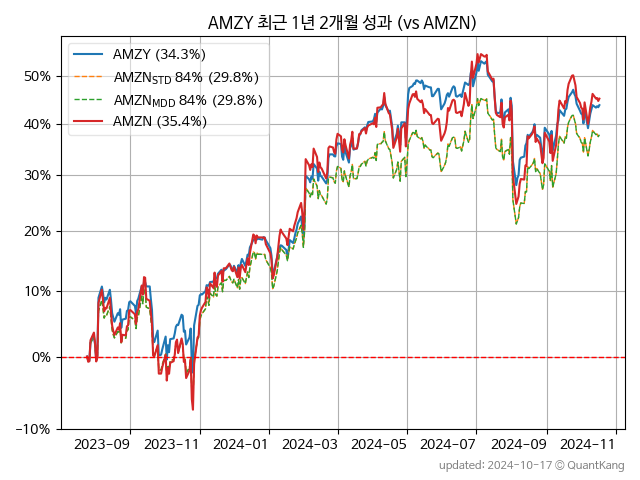 AMZY 최근 1년 2개월 성과 (vs AMZN)
AMZY (34.3%)
AMZN_STD 84% (29.8%)
AMZN_MDD 84% (29.8%)
AMZN (35.4%)
50%
40%
30%
20%
10%
0%
−10%
2023-09 2023-11 2024-01 2024-03 2024-05 2024-07 2024-09 2024-11
updated: 2024-10-17 © QuantKang